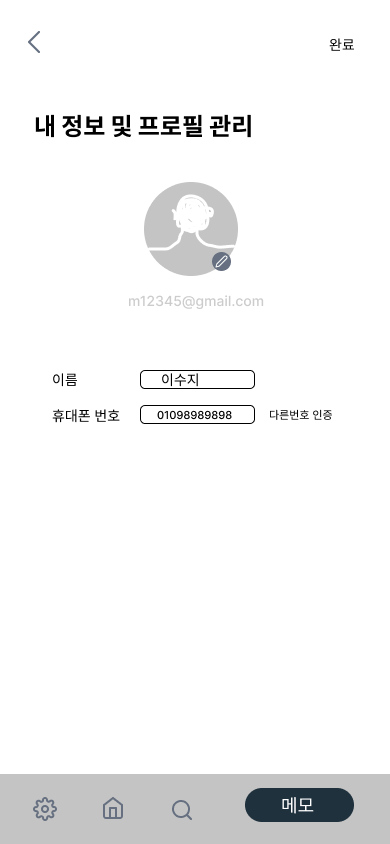 완료
내 정보 및 프로필 관리
m12345@gmail.com
이름 이수지
휴대폰 번호 01098989898 다른번호 인증
메모